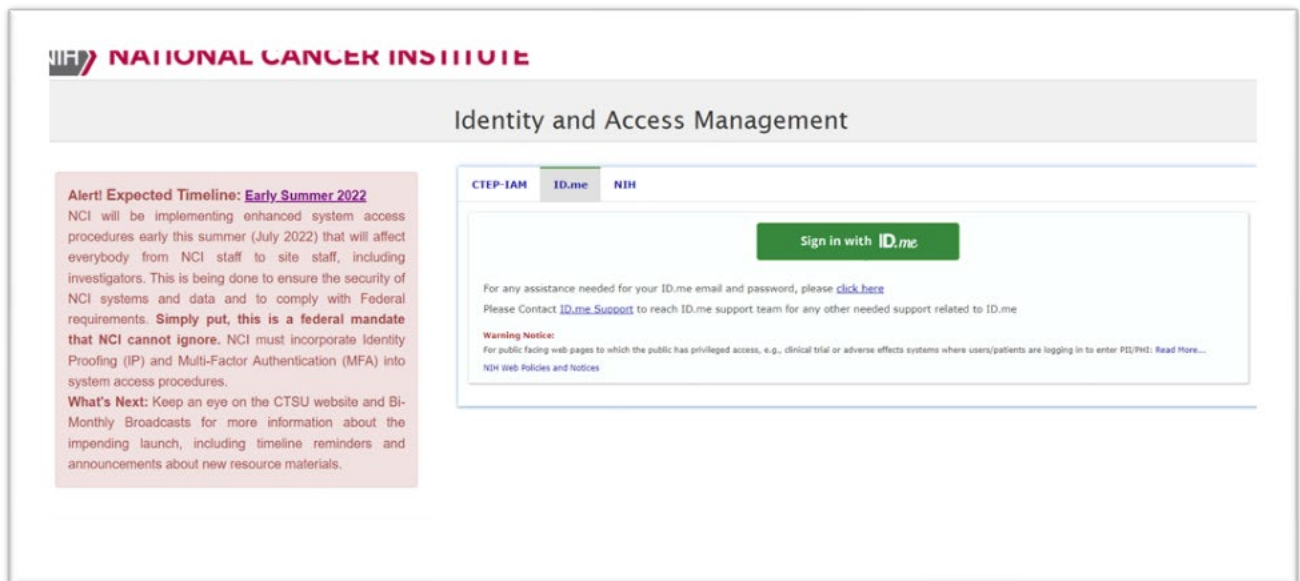 NIH NATIONAL CANCER INSTITUTE
Identity and Access Management
Alert! Expected Timeline: Early Summer 2022
NCI will be implementing enhanced system access
procedures early this summer (July 2022) that will affect
everybody from NCI staff to site staff, including
investigators. This is being done to ensure the security of
NCI systems and data and to comply with Federal
requirements. Simply put, this is a federal mandate
that NCI cannot ignore. NCI must incorporate Identity
Proofing (IP) and Multi-Factor Authentication (MFA) into
system access procedures.
What's Next: Keep an eye on the CTSU website and Bi-
Monthly Broadcasts for more information about the
impending launch, including timeline reminders and
announcements about new resource materials.
CTEP-IAM ID.me NIH
Sign in with ID.me
For any assistance needed for your ID.me email and password, please click here
Please Contact ID.me Support to reach ID.me support team for any other needed support related to ID.me
Warning Notice:
For public facing web pages to which the public has privileged access, e.g., clinical trial or adverse effects systems where users/patients are logging in to enter PII/PHI: Read More...
NIH Web Policies and Notices